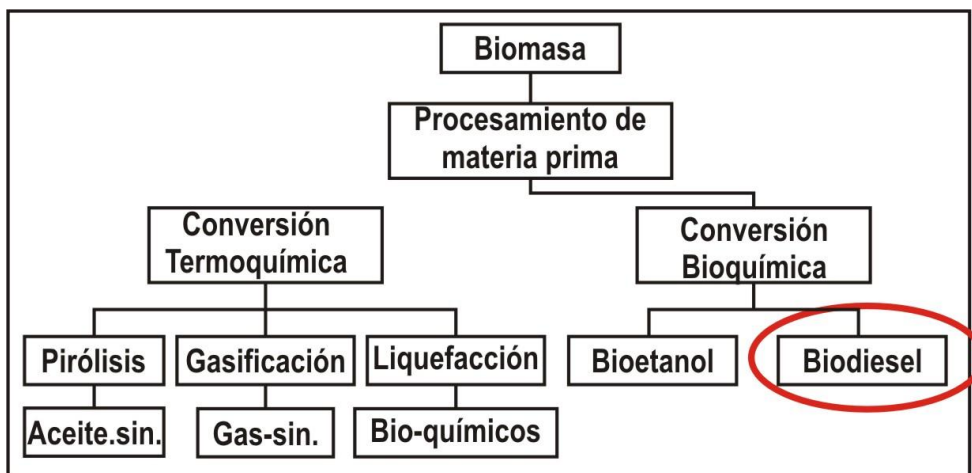 Biomasa
Procesamiento de
materia prima
Conversión
Termoquímica
Conversión
Bioquímica
Pirólisis
Gasificación
Liquefacción
Bioetanol
Biodiesel
Aceite.sin.
Gas-sin.
Bio-químicos